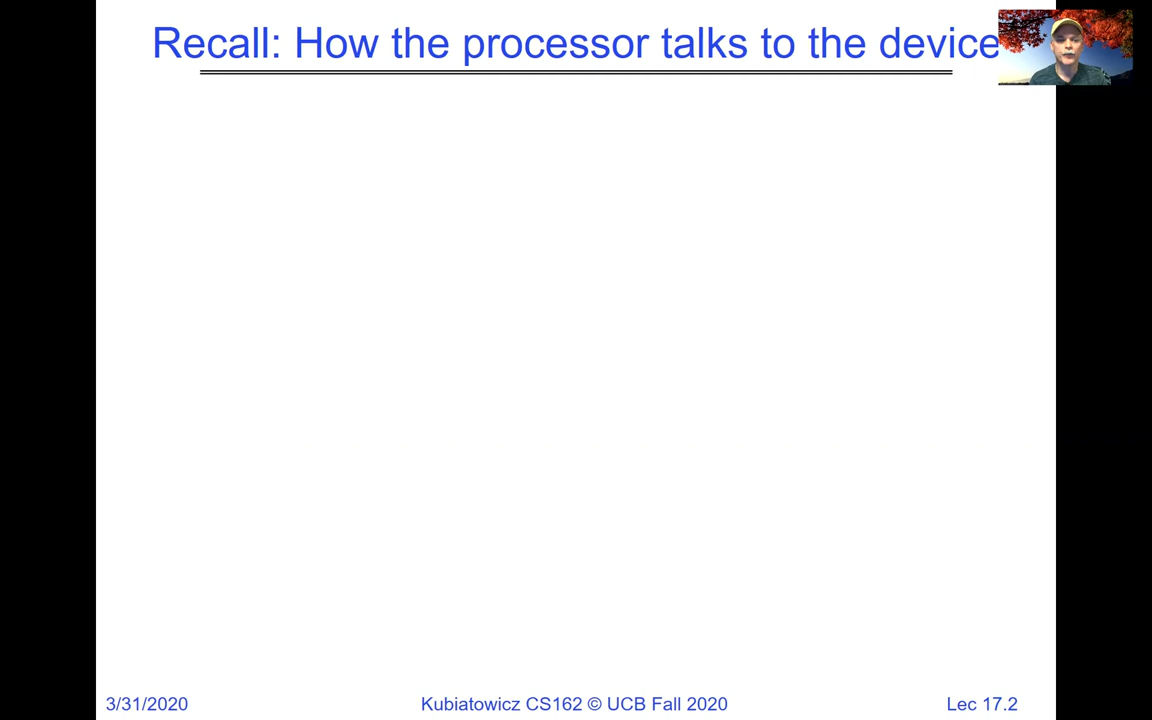 Recall: How the processor talks to the device
3/31/2020 Kubiatowicz CS162 © UCB Fall 2020 Lec 17.2